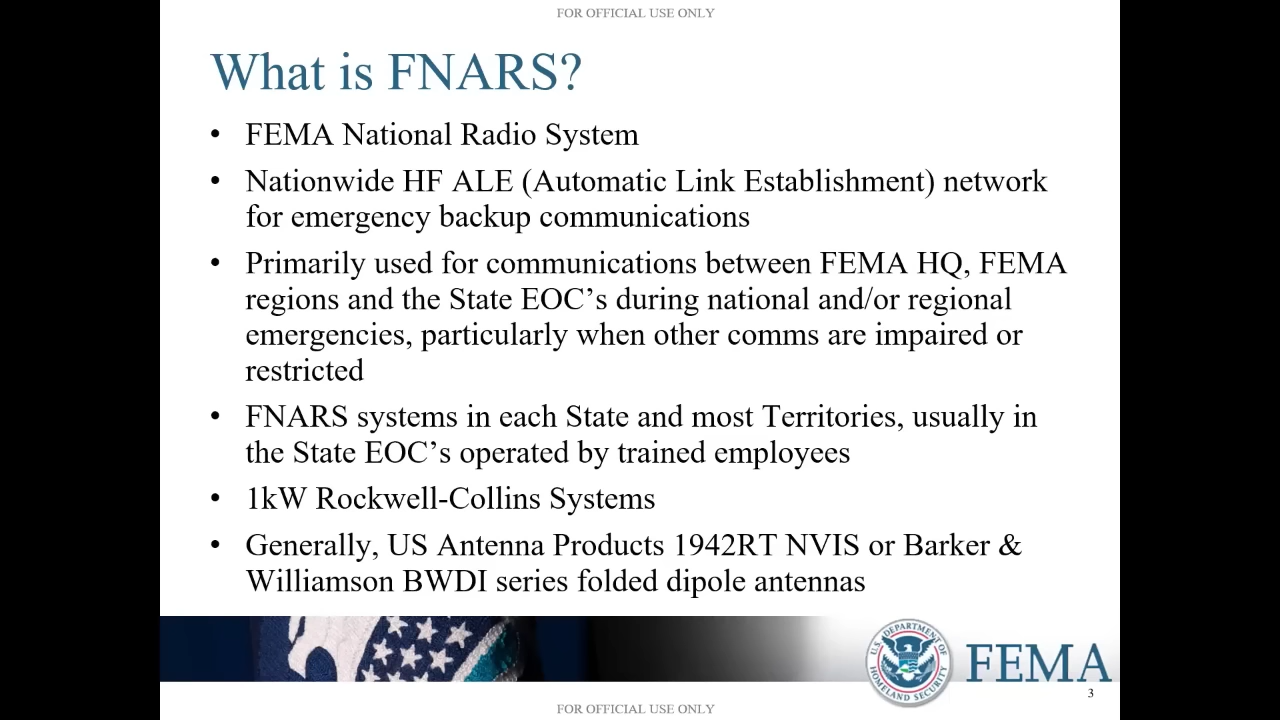 FOR OFFICIAL USE ONLY
What is FNARS?
• FEMA National Radio System
• Nationwide HF ALE (Automatic Link Establishment) network
for emergency backup communications
• Primarily used for communications between FEMA HQ, FEMA
regions and the State EOC’s during national and/or regional
emergencies, particularly when other comms are impaired or
restricted
• FNARS systems in each State and most Territories, usually in
the State EOC’s operated by trained employees
• 1kW Rockwell-Collins Systems
• Generally, US Antenna Products 1942RT NVIS or Barker &
Williamson BWDI series folded dipole antennas
U.S. DEPARTMENT OF
HOMELAND SECURITY
FEMA
3
FOR OFFICIAL USE ONLY